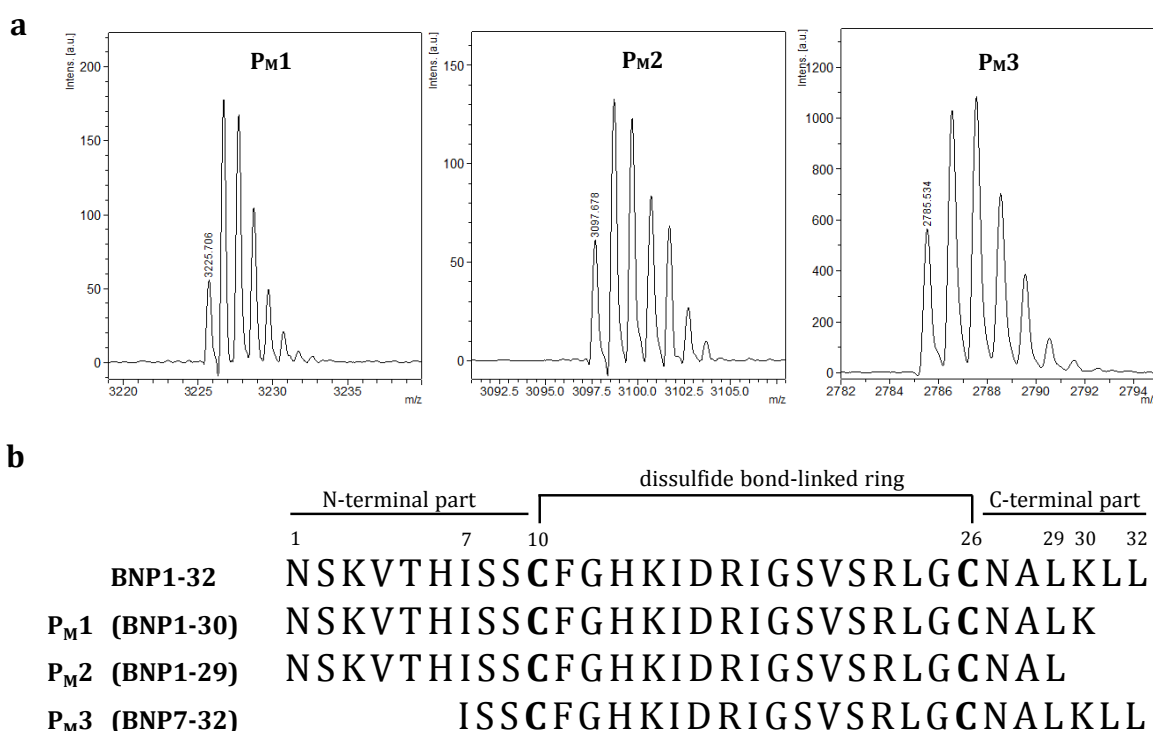 a
Intens. [a.u.]
PM1
200
150
100
50
0
3225.706
3220
3225
3230
3235
m/z
Intens. [a.u.]
PM2
150
100
50
0
3097.678
3092.5
3095.0
3097.5
3100.0
3102.5
3105.0
m/z
Intens. [a.u.]
PM3
1200
1000
800
600
400
200
0
2785.534
2782
2784
2786
2788
2790
2792
2794
b
dissulfide bond-linked ring
N-terminal part
C-terminal part
1 7 10 26 29 30 32
BNP1-32 NSKVTHISSCFGHKIDRIGSVSRLGCNALKLL
PM1 (BNP1-30) NSKVTHISSCFGHKIDRIGSVSRLGCNALK
PM2 (BNP1-29) NSKVTHISSCFGHKIDRIGSVSRLGCNAL
PM3 (BNP7-32) ISSCFGHKIDRIGSVSRLGCNALKLL